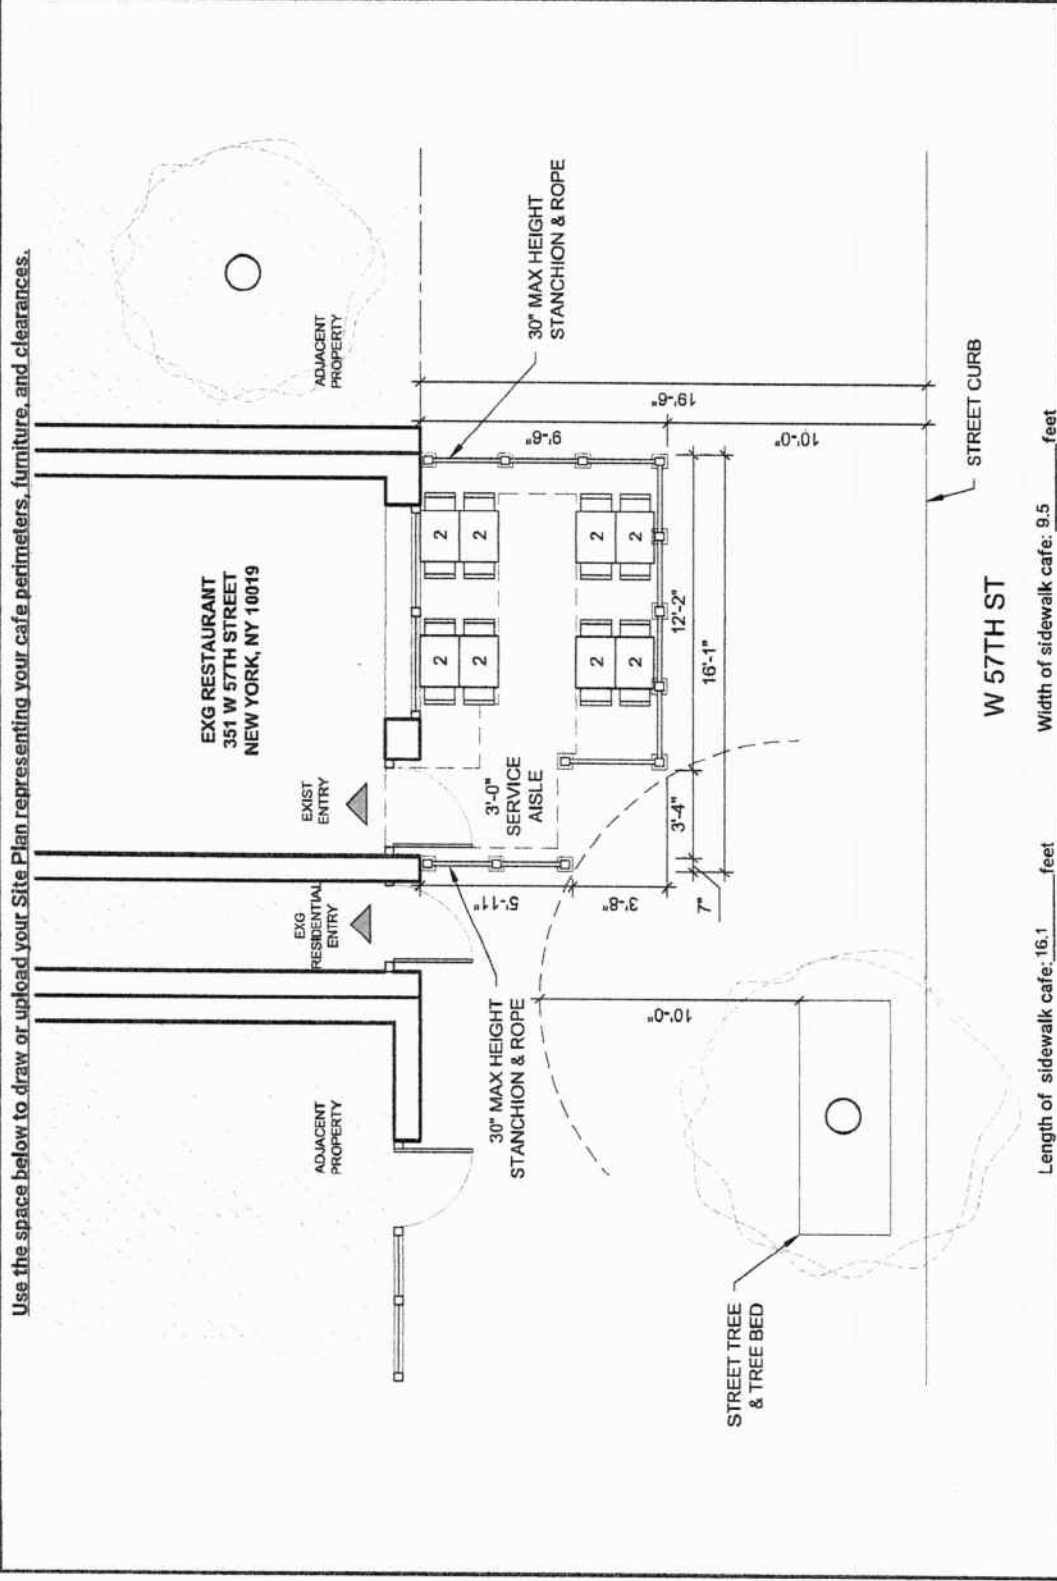 Use the space below to draw or upload your Site Plan representing your cafe perimeters, furniture, and clearances.
ADJACENT
PROPERTY
EXG
RESIDENTIAL
ENTRY
EXIST
ENTRY
EXG RESTAURANT
351 W 57TH STREET
NEW YORK, NY 10019
ADJACENT
PROPERTY
30" MAX HEIGHT
STANCHION & ROPE
3'-0"
SERVICE
AISLE
2
2
2
2
2
2
2
2
30" MAX HEIGHT
STANCHION & ROPE
5'-11"
3'-8"
9'-6"
19'-6"
10'-0"
10'-0"
7"
3'-4"
12'-2"
16'-1"
STREET TREE
& TREE BED
STREET CURB
W 57TH ST
Length of sidewalk cafe: 16.1 feet
Width of sidewalk cafe: 9.5 feet